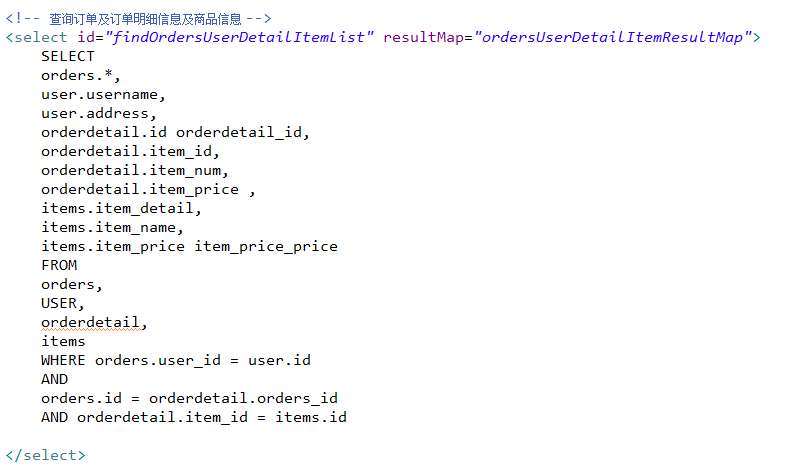 <!-- 查询订单及订单明细信息及商品信息 -->
<select id="findOrdersUserDetailItemList" resultMap="ordersUserDetailItemResultMap">
SELECT
orders.*,
user.username,
user.address,
orderdetail.id orderdetail_id,
orderdetail.item_id,
orderdetail.item_num,
orderdetail.item_price ,
items.item_detail,
items.item_name,
items.item_price item_price_price
FROM
orders,
USER,
orderdetail,
items
WHERE orders.user_id = user.id
AND
orders.id = orderdetail.orders_id
AND orderdetail.item_id = items.id
</select>